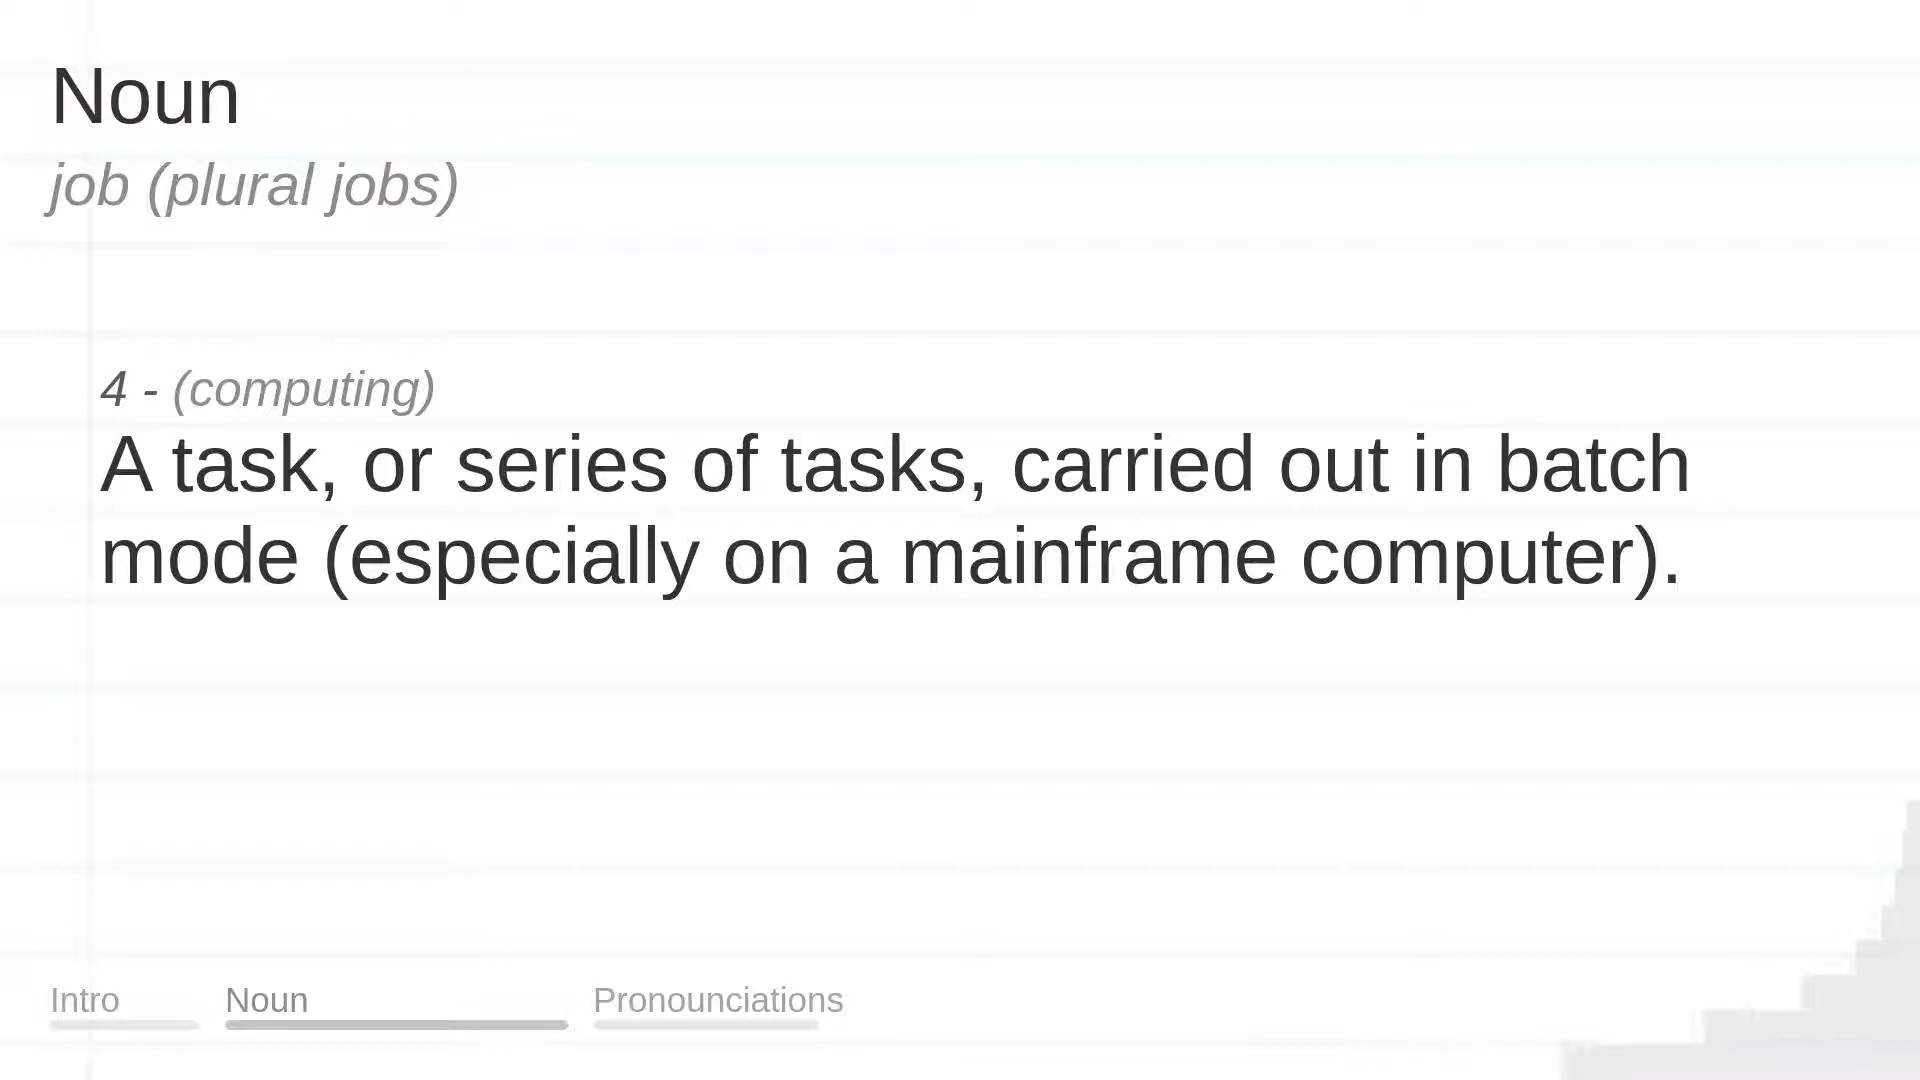 Noun
job (plural jobs)
4 - (computing)
A task, or series of tasks, carried out in batch
mode (especially on a mainframe computer).
Intro
Noun
Pronounciations